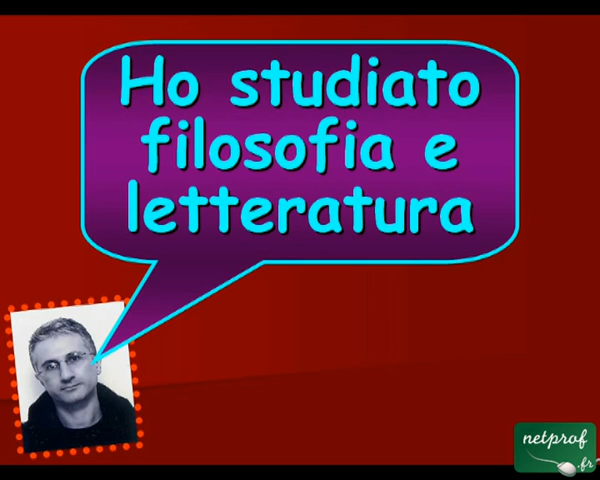 Ho studiato
filosofia e
letteratura
netprof
.fr